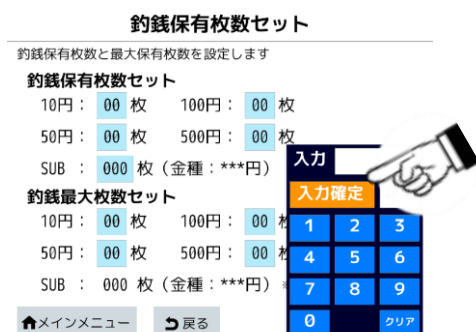 釣銭保有枚数セット
釣銭保有枚数と最大保有枚数を設定します
釣銭保有枚数セット
10円： 00 枚 100円： 00 枚
50円： 00 枚 500円： 00 枚
SUB ： 000 枚（金種：***円）
釣銭最大枚数セット
10円： 00 枚 100円： 00
50円： 00 枚 500円： 00
SUB ： 000 枚（金種：***円）
メインメニュー 戻る
入力
入力確定
1 2 3
4 5 6
7 8 9
0 クリア